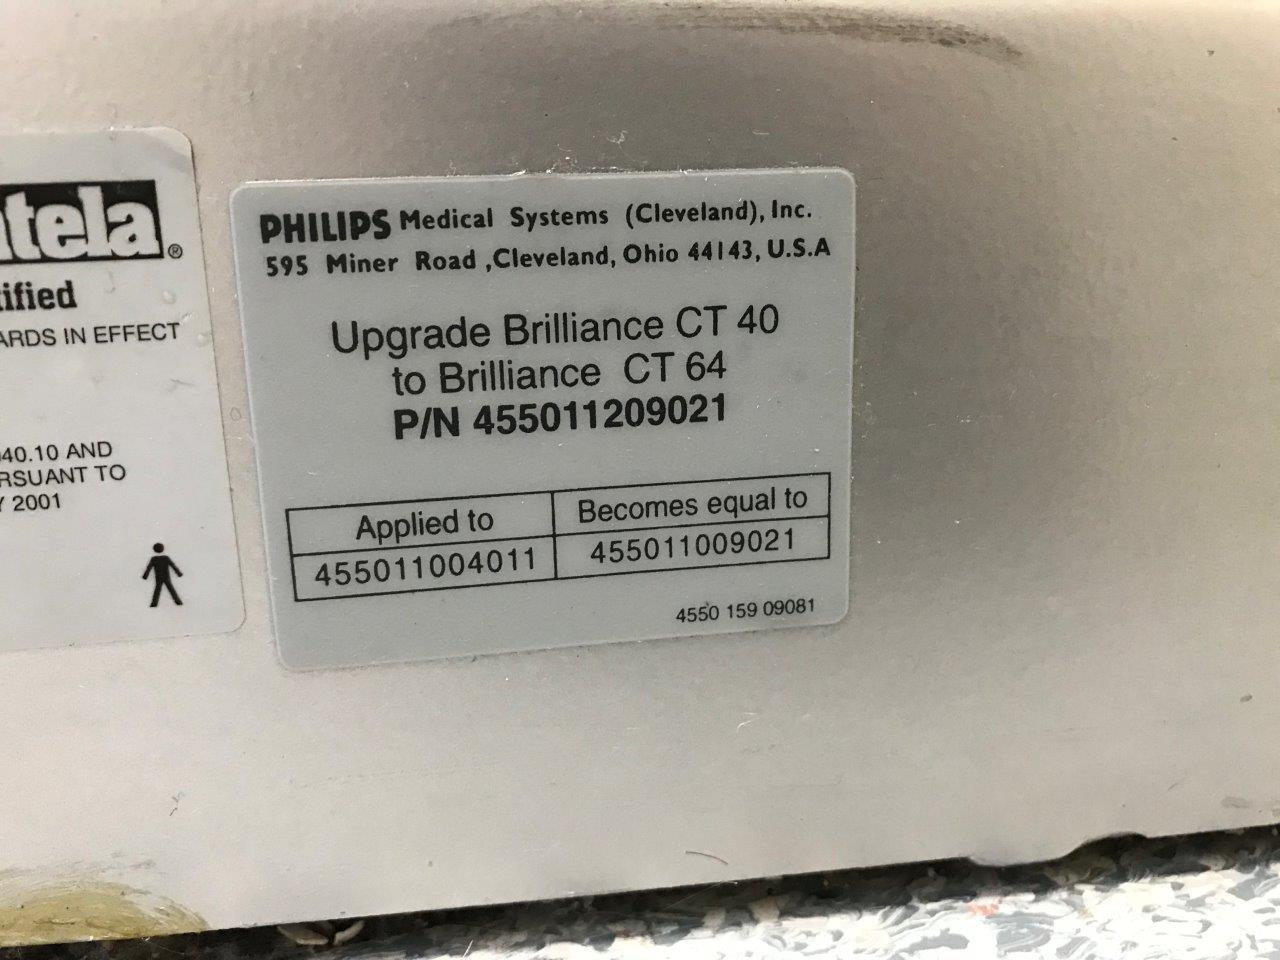 ntela®
tified
ARDS IN EFFECT
40.10 AND
RSUANT TO
Y 2001
PHILIPS Medical Systems (Cleveland), Inc.
595 Miner Road ,Cleveland, Ohio 44143, U.S.A
Upgrade Brilliance CT 40
to Brilliance CT 64
P/N 455011209021
Applied to Becomes equal to
455011004011 455011009021
4550 159 09081